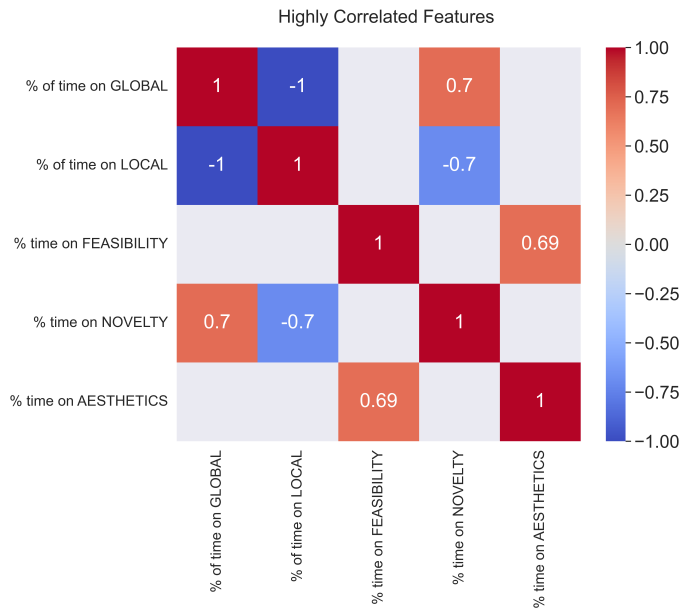 Highly Correlated Features
% of time on GLOBAL
1
-1
0.7
% of time on LOCAL
-1
1
-0.7
% time on FEASIBILITY
1
0.69
% time on NOVELTY
0.7
-0.7
1
% time on AESTHETICS
0.69
1
% of time on GLOBAL
% of time on LOCAL
% time on FEASIBILITY
% time on NOVELTY
% time on AESTHETICS
1.00
0.75
0.50
0.25
0.00
−0.25
−0.50
−0.75
−1.00